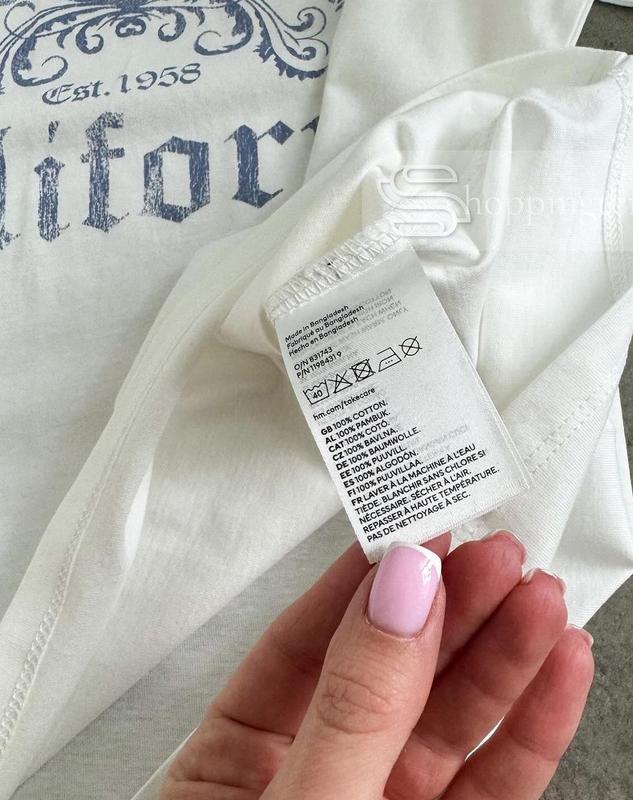 Est. 1958
lifor
Shopping
Made in Bangladesh
Fabriqué au Bangladesh
Hecho en Bangladesh
O/N 831743
P/N 1198431 9
40
hm.com/takecare
GB 100% COTTON.
AL 100% PAMBUK.
CAT 100% COTÓ.
CZ 100% BAVLNA.
DE 100% BAUMWOLLE.
EE 100% PUUVILL.
ES 100% ALGODÓN.
FI 100% PUUVILLAA.
FR LAVER À LA MACHINE À L'EAU
TIÈDE. BLANCHIR SANS CHLORE SI
NÉCESSAIRE. SÉCHER À L'AIR.
REPASSER À HAUTE TEMPÉRATURE.
PAS DE NETTOYAGE À SEC.